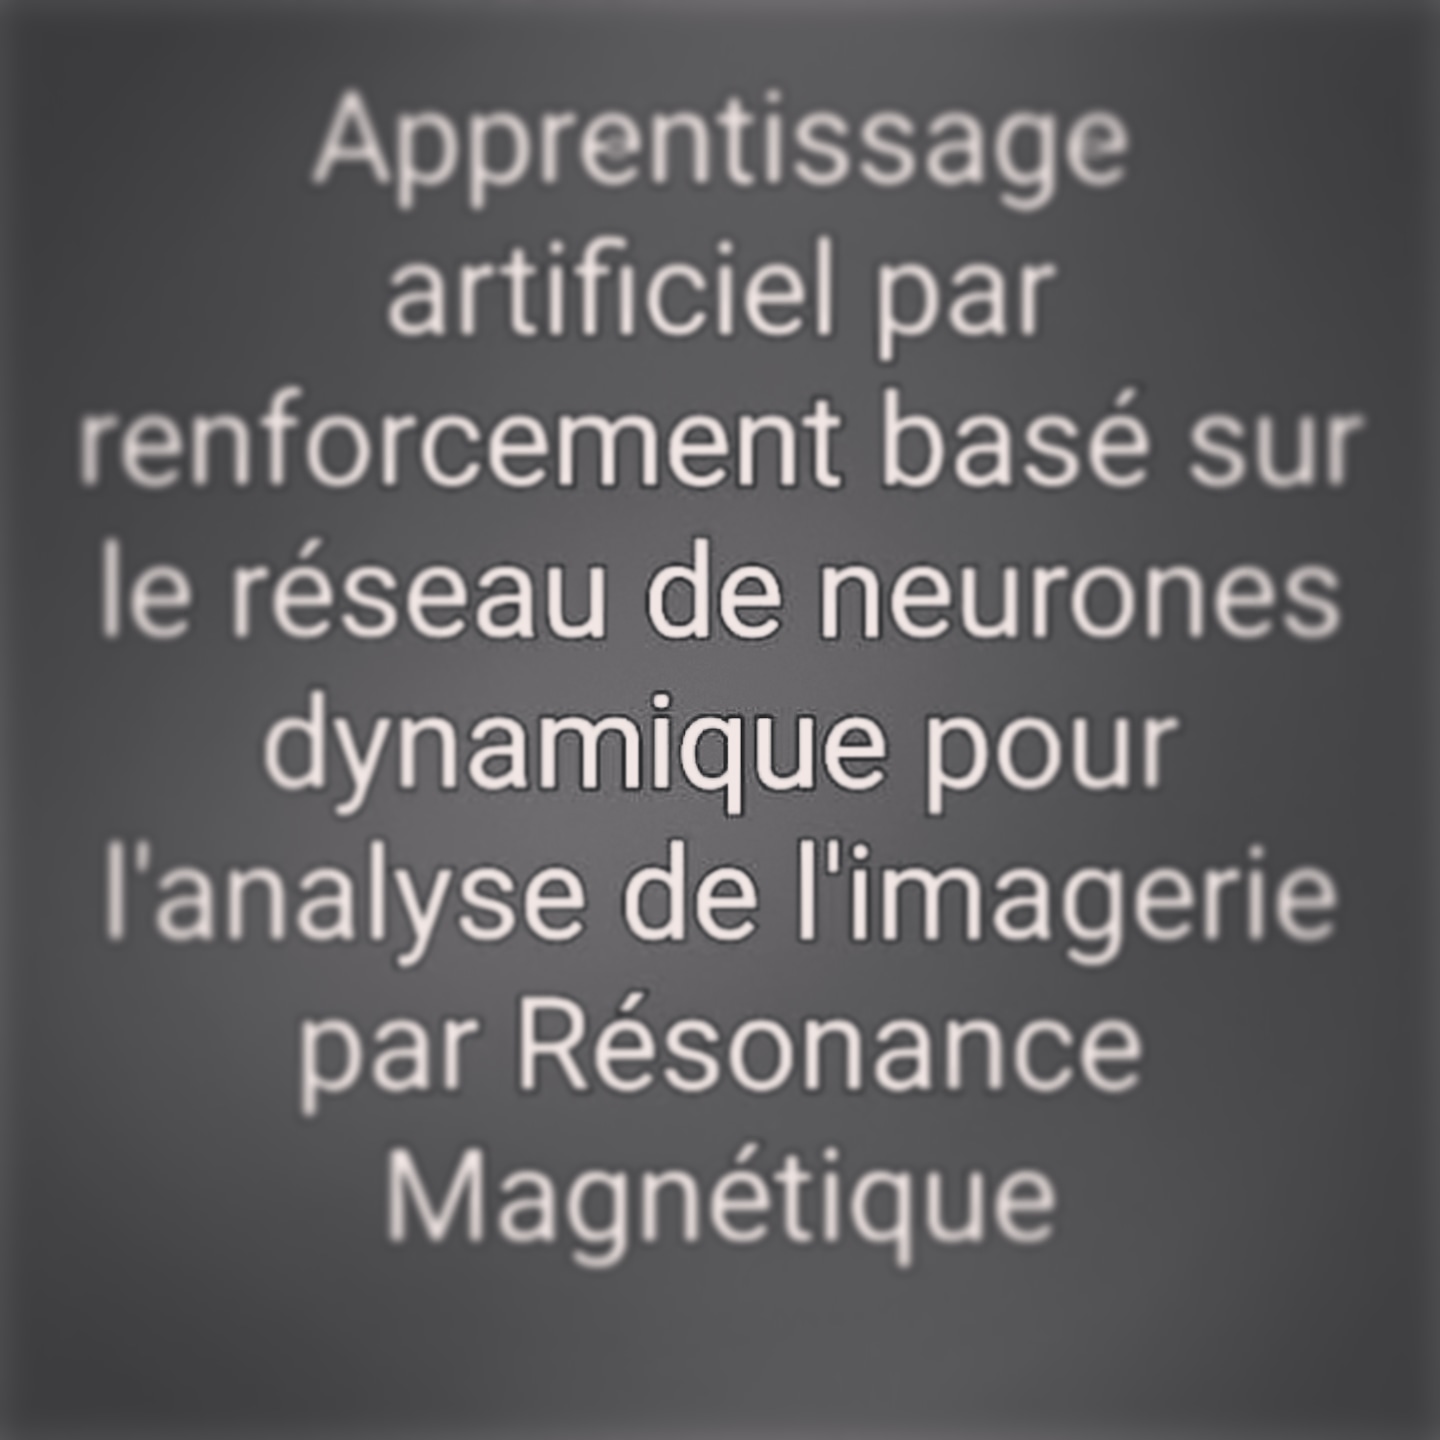 Apprentissage
artificiel par
renforcement basé sur
le réseau de neurones
dynamique pour
l'analyse de l'imagerie
par Résonance
Magnétique